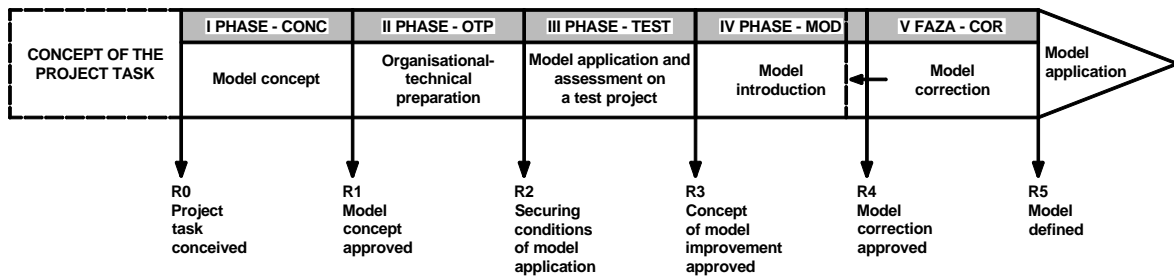 CONCEPT OF THE
PROJECT TASK
I PHASE - CONC
II PHASE - OTP
III PHASE - TEST
IV PHASE - MOD
V FAZA - COR
Model concept
Organisational-
technical
preparation
Model application and
assessment on
a test project
Model
introduction
Model
correction
Model
application
R0
Project
task
conceived
R1
Model
concept
approved
R2
Securing
conditions
of model
application
R3
Concept
of model
improvement
approved
R4
Model
correction
approved
R5
Model
defined